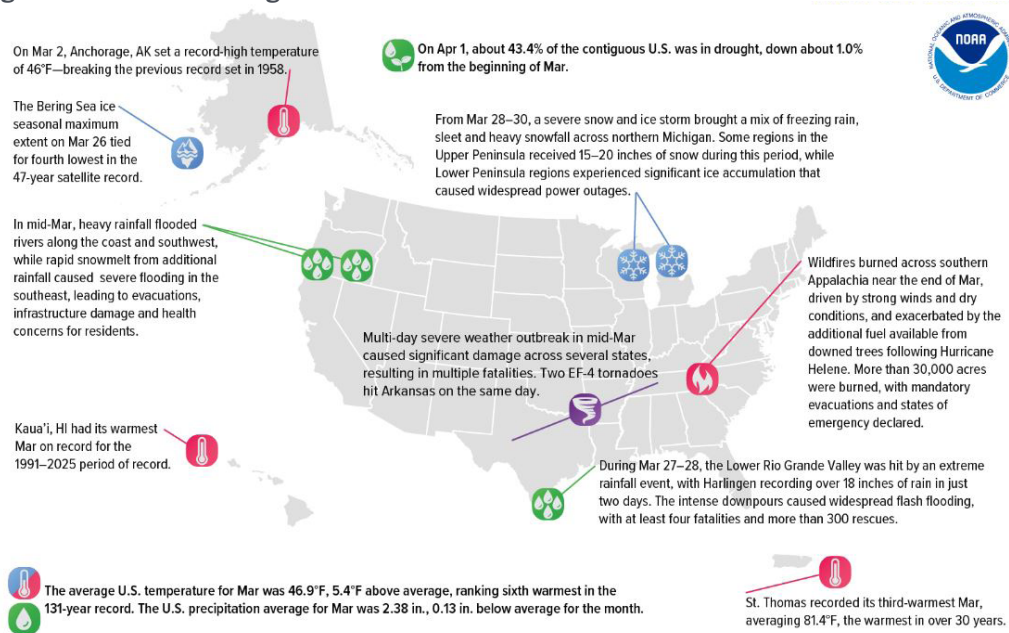 On Mar 2, Anchorage, AK set a record-high temperature
of 46°F—breaking the previous record set in 1958.
On Apr 1, about 43.4% of the contiguous U.S. was in drought, down about 1.0%
from the beginning of Mar.
NATIONAL OCEANIC AND ATMOSPHERIC ADMINISTRATION
NOAA
U.S. DEPARTMENT OF COMMERCE
The Bering Sea ice
seasonal maximum
extent on Mar 26 tied
for fourth lowest in the
47-year satellite record.
From Mar 28–30, a severe snow and ice storm brought a mix of freezing rain,
sleet and heavy snowfall across northern Michigan. Some regions in the
Upper Peninsula received 15–20 inches of snow during this period, while
Lower Peninsula regions experienced significant ice accumulation that
caused widespread power outages.
In mid-Mar, heavy rainfall flooded
rivers along the coast and southwest,
while rapid snowmelt from additional
rainfall caused severe flooding in the
southeast, leading to evacuations,
infrastructure damage and health
concerns for residents.
Wildfires burned across southern
Appalachia near the end of Mar,
driven by strong winds and dry
conditions, and exacerbated by the
additional fuel available from
downed trees following Hurricane
Helene. More than 30,000 acres
were burned, with mandatory
evacuations and states of
emergency declared.
Multi-day severe weather outbreak in mid-Mar
caused significant damage across several states,
resulting in multiple fatalities. Two EF-4 tornadoes
hit Arkansas on the same day.
Kaua'i, HI had its warmest
Mar on record for the
1991–2025 period of record.
During Mar 27–28, the Lower Rio Grande Valley was hit by an extreme
rainfall event, with Harlingen recording over 18 inches of rain in just
two days. The intense downpours caused widespread flash flooding,
with at least four fatalities and more than 300 rescues.
The average U.S. temperature for Mar was 46.9°F, 5.4°F above average, ranking sixth warmest in the
131-year record. The U.S. precipitation average for Mar was 2.38 in., 0.13 in. below average for the month.
St. Thomas recorded its third-warmest Mar,
averaging 81.4°F, the warmest in over 30 years.